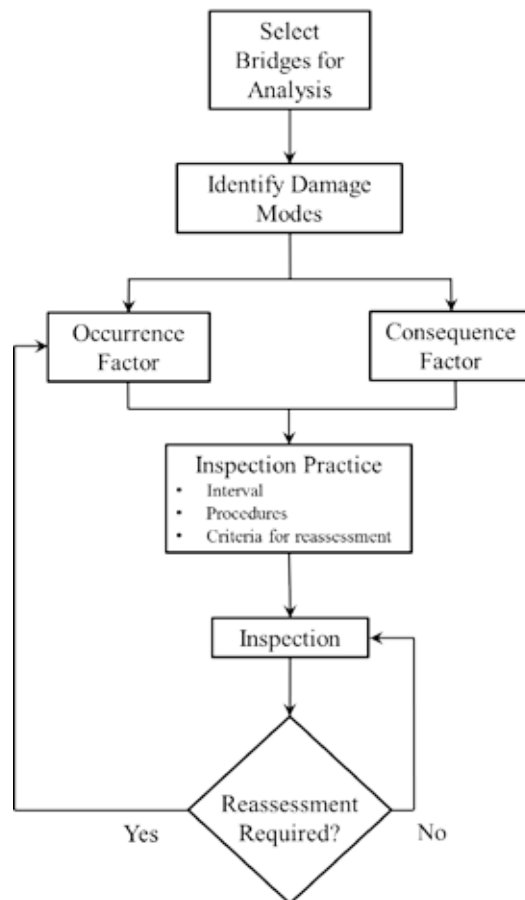 Select
Bridges for
Analysis
Identify Damage
Modes
Occurrence
Factor
Consequence
Factor
Inspection Practice
• Interval
• Procedures
• Criteria for reassessment
Inspection
Reassessment
Required?
Yes
No